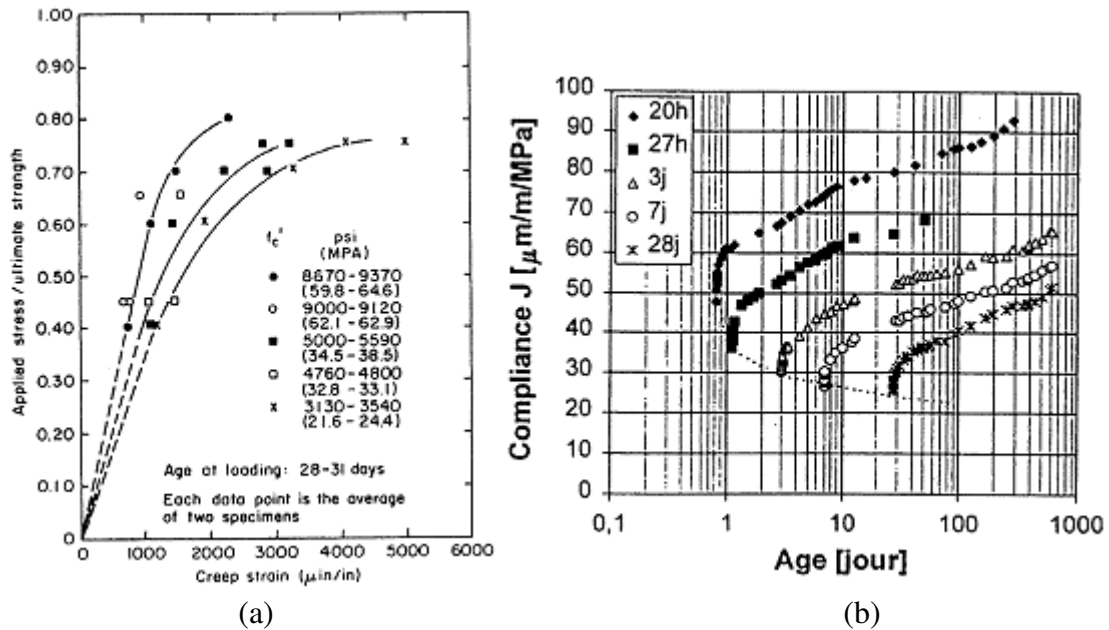 1.00
0.90
0.80
0.70
0.60
0.50
0.40
0.30
0.20
0.10
0
Applied stress/ultimate strength
fc' psi
(MPA)
8670-9370
(59.8-64.6)
9000-9120
(62.1-62.9)
5000-5590
(34.5-38.5)
4760-4800
(32.8-33.1)
3130-3540
(21.6-24.4)
Age at loading: 28-31 days
Each data point is the average
of two specimens
0 1000 2000 3000 4000 5000 6000
Creep strain (μin/in)
(a)
100
90
80
70
60
50
40
30
20
10
0
Compliance J [μm/m/MPa]
20h
27h
3j
7j
28j
0,1 1 10 100 1000
Age [jour]
(b)